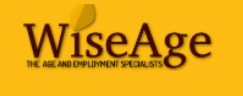 WiseAge
THE AGE AND EMPLOYMENT SPECIALISTS